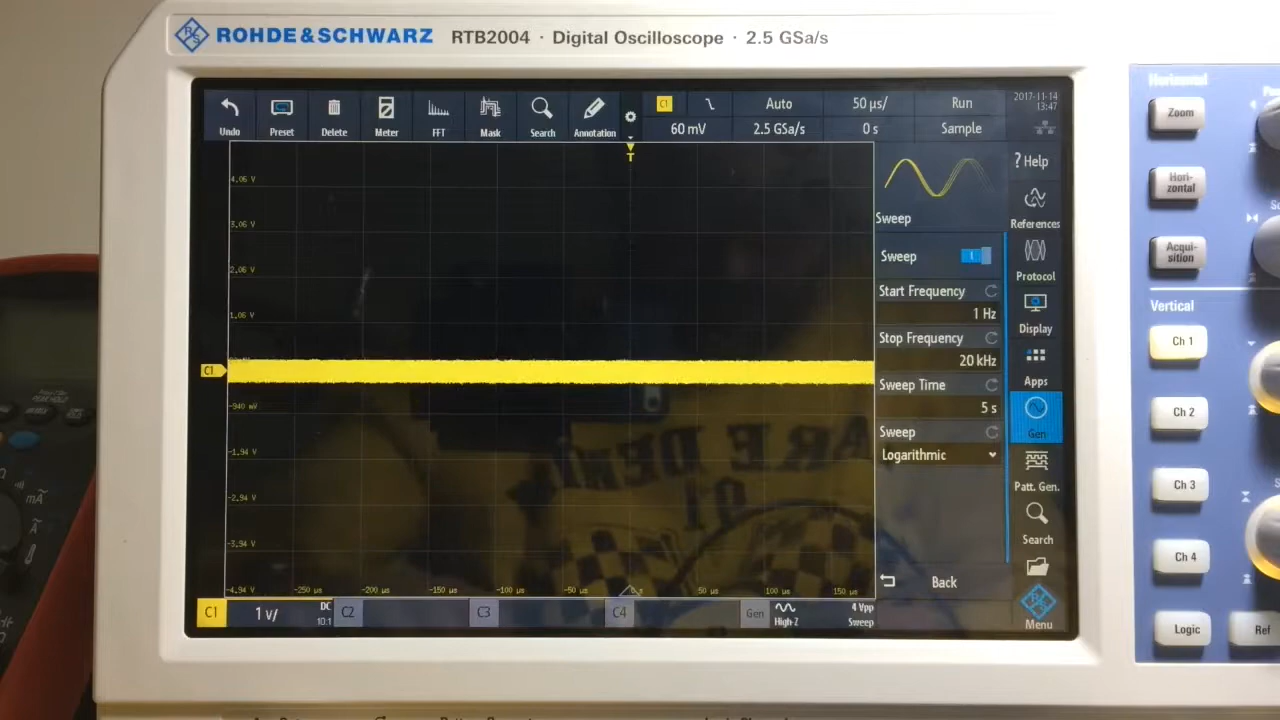 ROHDE & SCHWARZ RTB2004 · Digital Oscilloscope · 2.5 GSa/s
Undo Preset Delete Meter FFT Mask Search Annotation
C1 Auto 50 µs/ Run
60 mV 2.5 GSa/s 0 s Sample
2017-11-14
13:47
T
4.06 V
3.06 V
2.06 V
1.06 V
C1
-940 mV
-1.94 V
-2.94 V
-3.94 V
-4.94 V
-250 µs -200 µs -150 µs -100 µs -50 µs 50 µs 100 µs 150 µs
Sweep
Sweep
Start Frequency
1 Hz
Stop Frequency
20 kHz
Sweep Time
5 s
Sweep
Logarithmic
Back
? Help
References
Protocol
Display
Apps
Gen
Patt. Gen.
Search
Menu
C1 1 V/ DC 10:1 C2 C3 C4 Gen High-Z 4 Vpp Sweep
Horizontal
Zoom
Hori-
zontal
Acqui-
sition
Vertical
Ch 1
Ch 2
Ch 3
Ch 4
Logic
Ref
mA